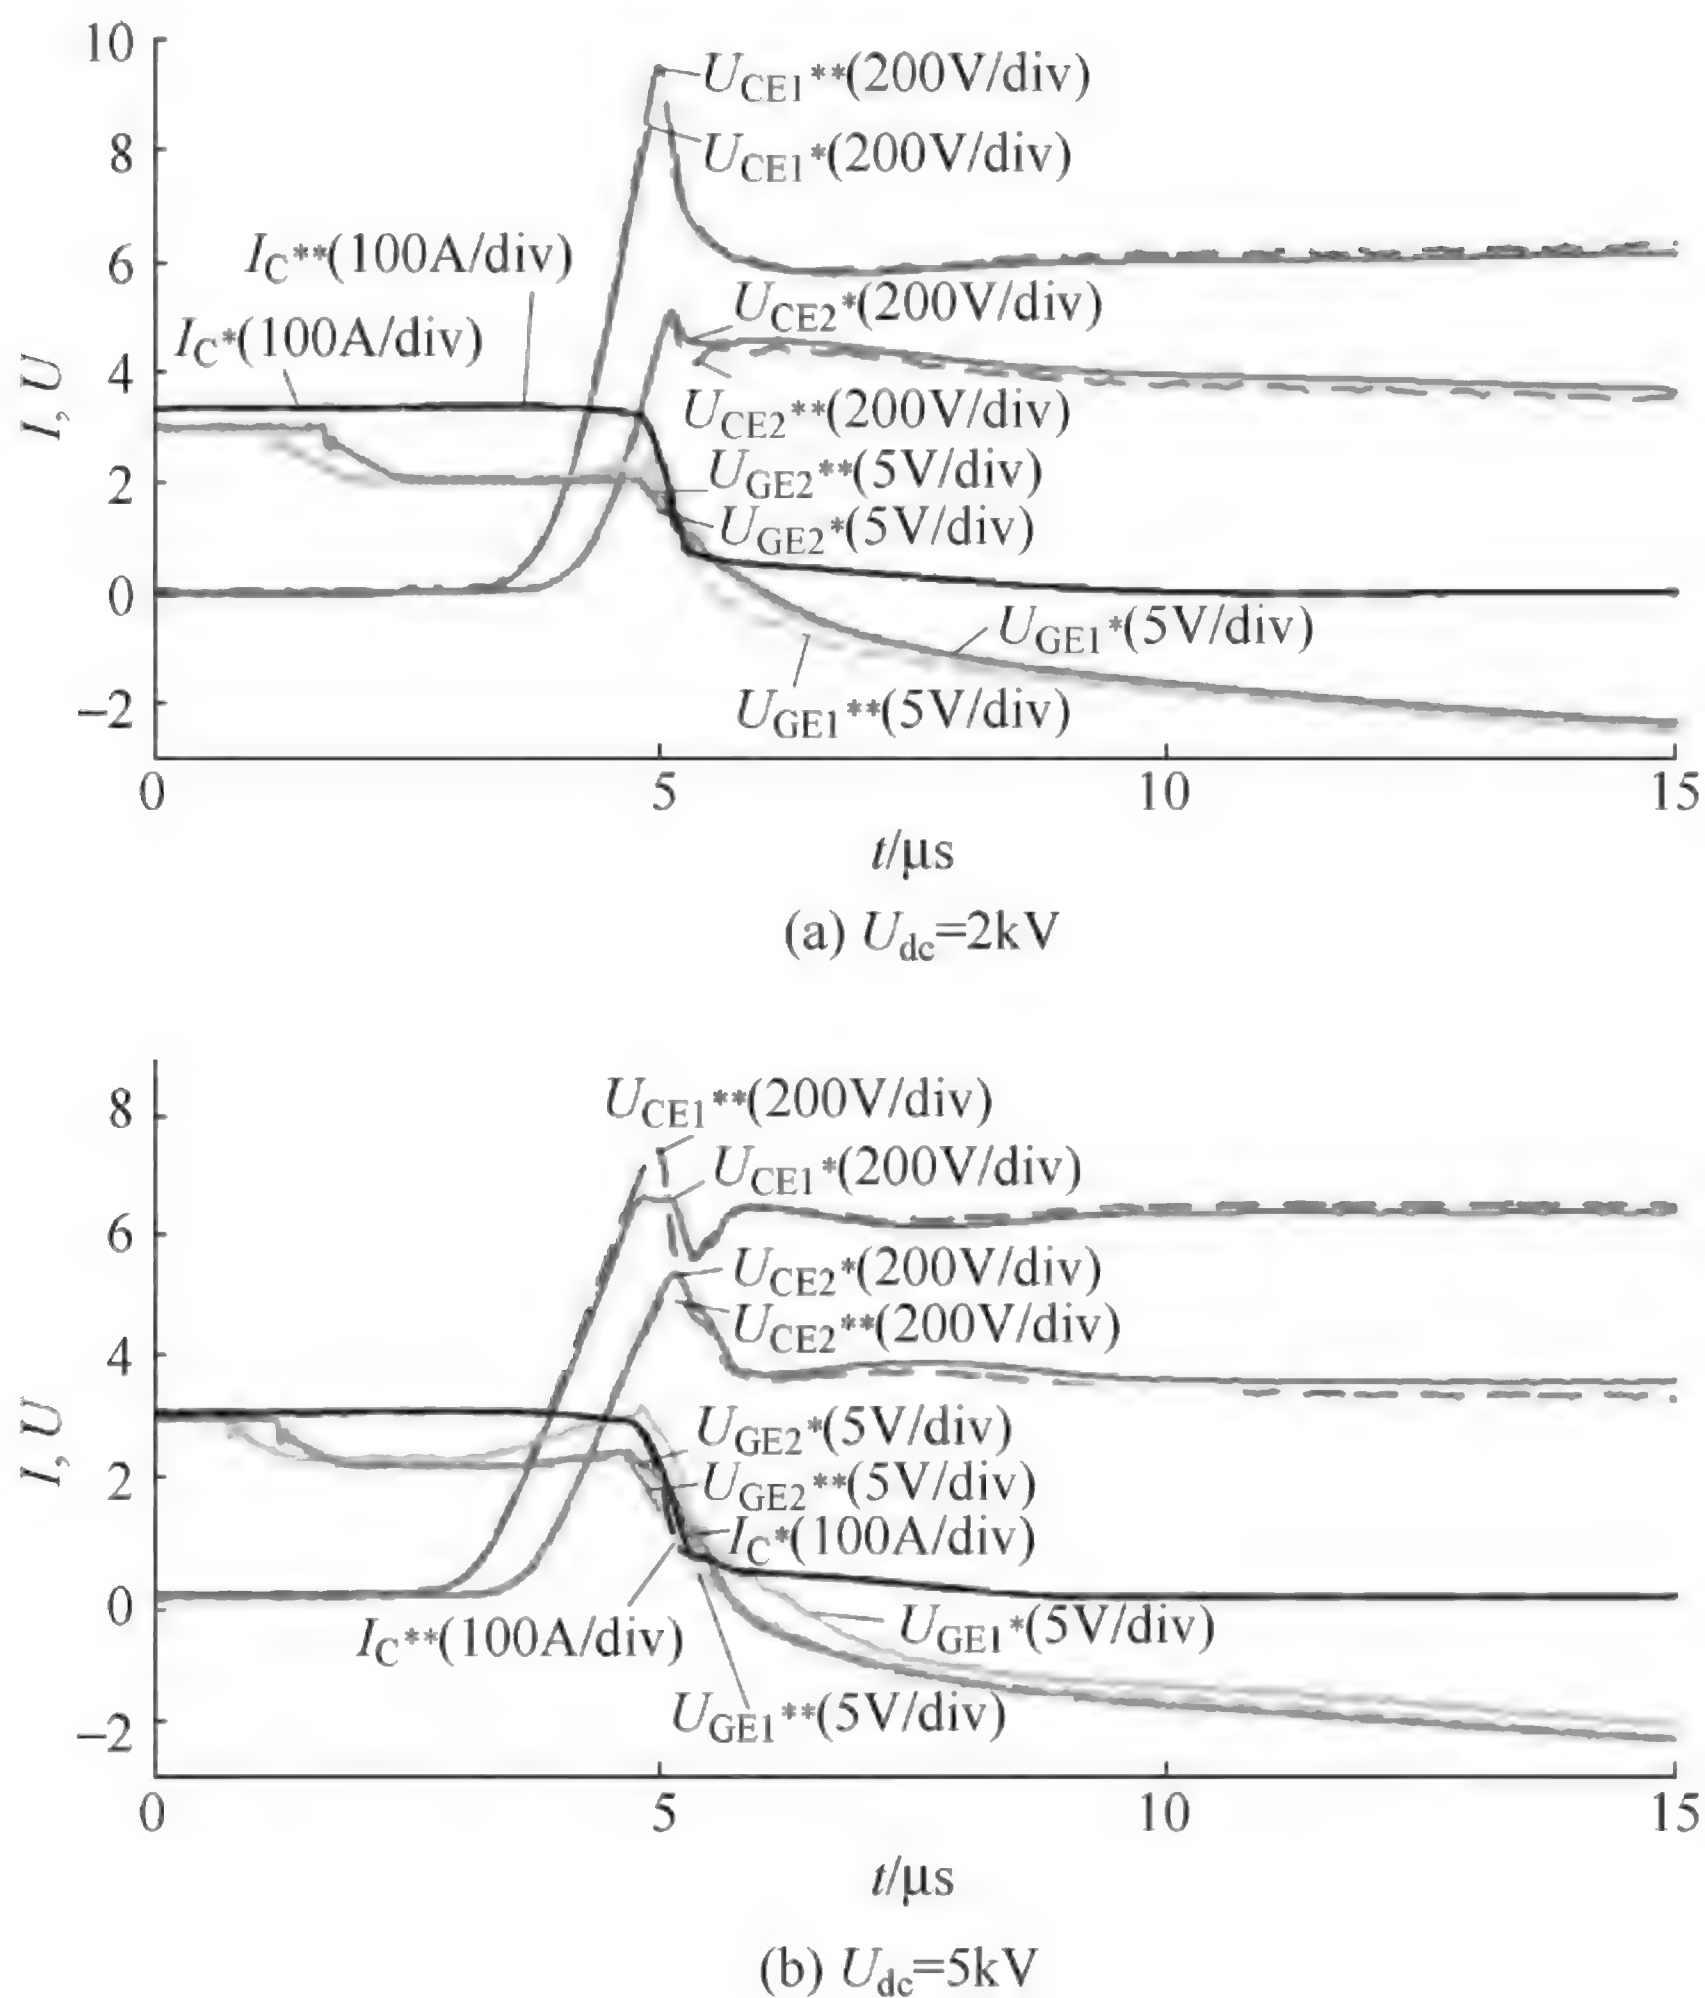 10
U_CE1**(200V/div)
8
U_CE1*(200V/div)
I_C**(100A/div)
6
U_CE2*(200V/div)
I_C*(100A/div)
I, U
4
U_CE2**(200V/div)
U_GE2**(5V/div)
2
U_GE2*(5V/div)
0
U_GE1*(5V/div)
−2
U_GE1**(5V/div)
0 5 10 15
t/μs
(a) U_dc=2kV
8
U_CE1**(200V/div)
U_CE1*(200V/div)
6
U_CE2*(200V/div)
U_CE2**(200V/div)
4
I, U
U_GE2*(5V/div)
2
U_GE2**(5V/div)
I_C*(100A/div)
0
U_GE1*(5V/div)
I_C**(100A/div)
U_GE1**(5V/div)
−2
0 5 10 15
t/μs
(b) U_dc=5kV